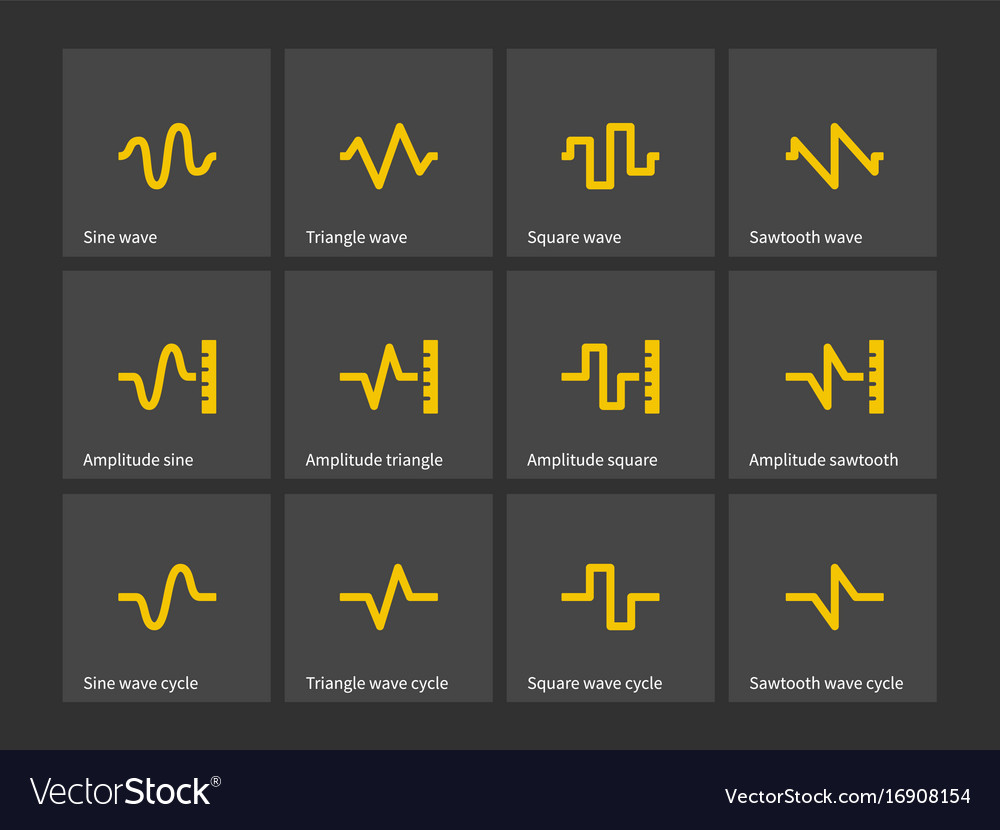 Sine wave
Triangle wave
Square wave
Sawtooth wave
Amplitude sine
Amplitude triangle
Amplitude square
Amplitude sawtooth
Sine wave cycle
Triangle wave cycle
Square wave cycle
Sawtooth wave cycle
VectorStock®
VectorStock.com/16908154